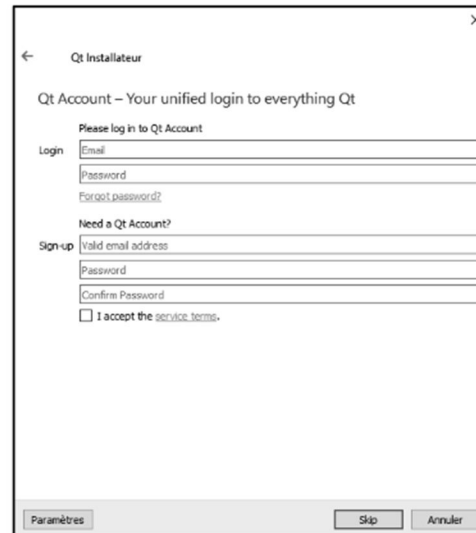 ← Qt Installateur
Qt Account – Your unified login to everything Qt
Please log in to Qt Account
Login Email
Password
Forgot password?
Need a Qt Account?
Sign-up Valid email address
Password
Confirm Password
I accept the service terms.
Paramètres Skip Annuler